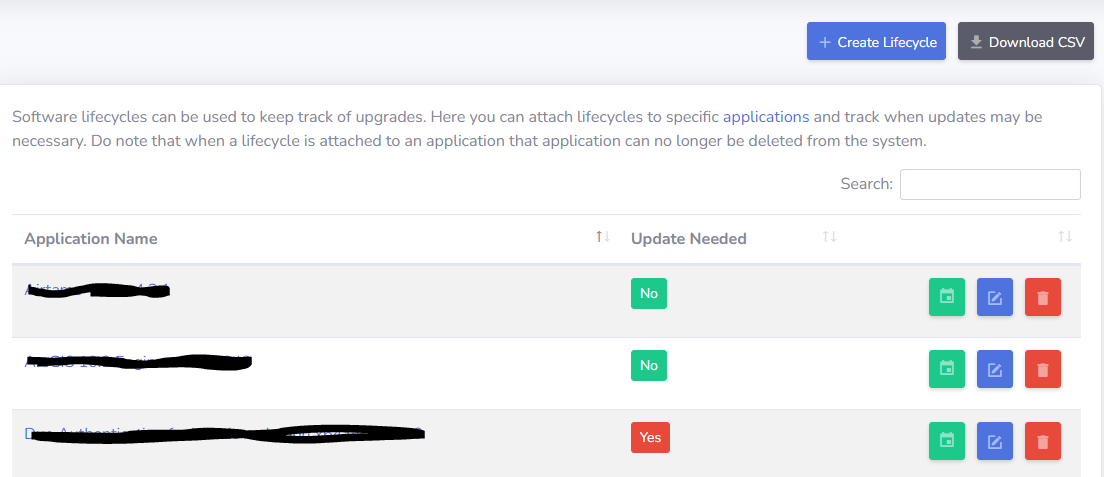 Create Lifecycle Download CSV
Software lifecycles can be used to keep track of upgrades. Here you can attach lifecycles to specific applications and track when updates may be
necessary. Do note that when a lifecycle is attached to an application that application can no longer be deleted from the system.
Search:
Application Name Update Needed
No
No
Yes